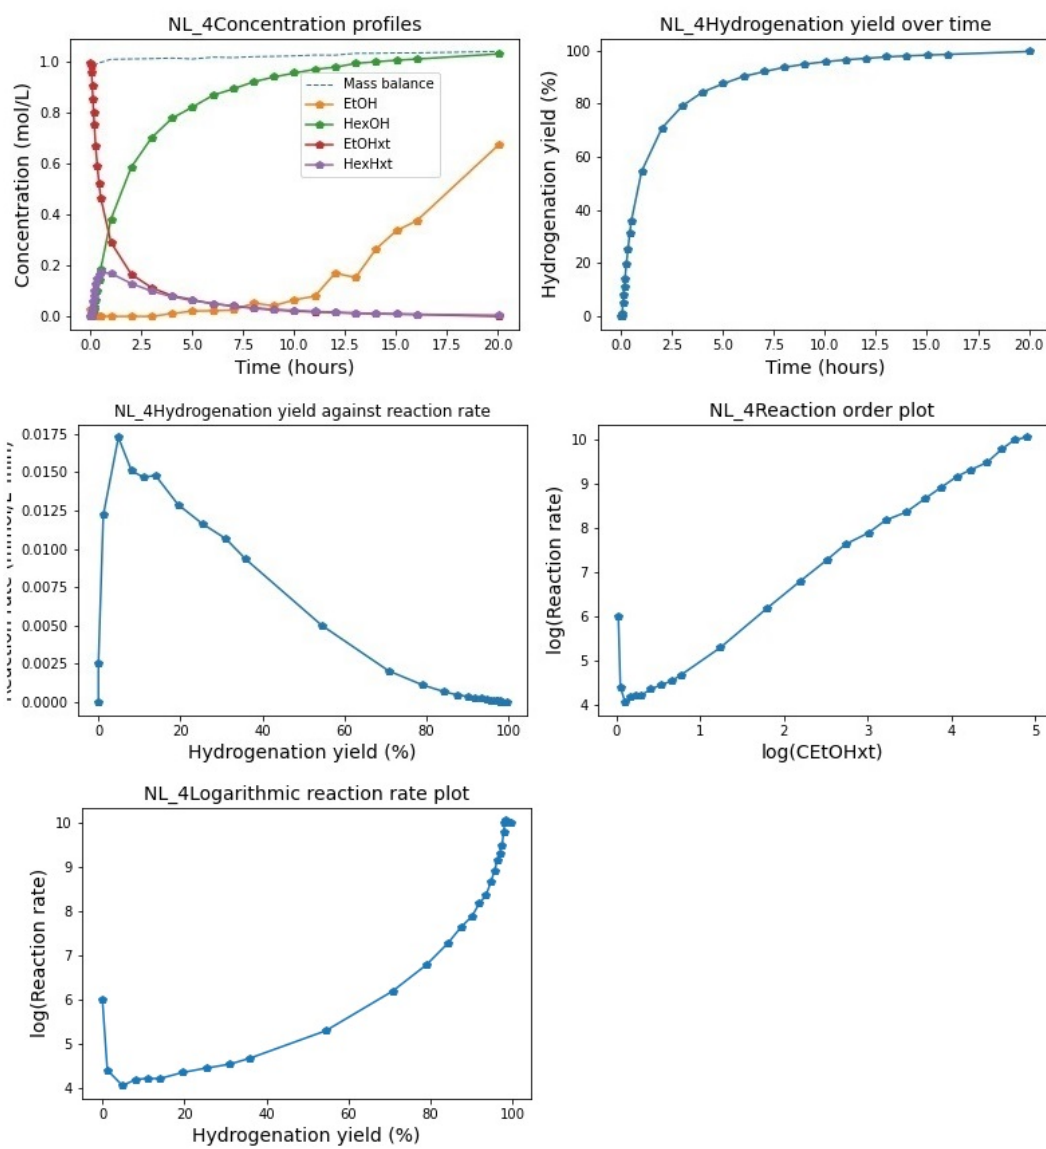 NL_4Concentration profiles
Concentration (mol/L)
1.0
0.8
0.6
0.4
0.2
0.0
Mass balance
EtOH
HexOH
EtOHxt
HexHxt
0.0 2.5 5.0 7.5 10.0 12.5 15.0 17.5 20.0
Time (hours)
NL_4Hydrogenation yield over time
Hydrogenation yield (%)
100
80
60
40
20
0
0.0 2.5 5.0 7.5 10.0 12.5 15.0 17.5 20.0
Time (hours)
NL_4Hydrogenation yield against reaction rate
0.0175
0.0150
0.0125
0.0100
0.0075
0.0050
0.0025
0.0000
0 20 40 60 80 100
Hydrogenation yield (%)
NL_4Reaction order plot
log(Reaction rate)
10
9
8
7
6
5
4
0 1 2 3 4 5
log(CEtOHxt)
NL_4Logarithmic reaction rate plot
log(Reaction rate)
10
9
8
7
6
5
4
0 20 40 60 80 100
Hydrogenation yield (%)